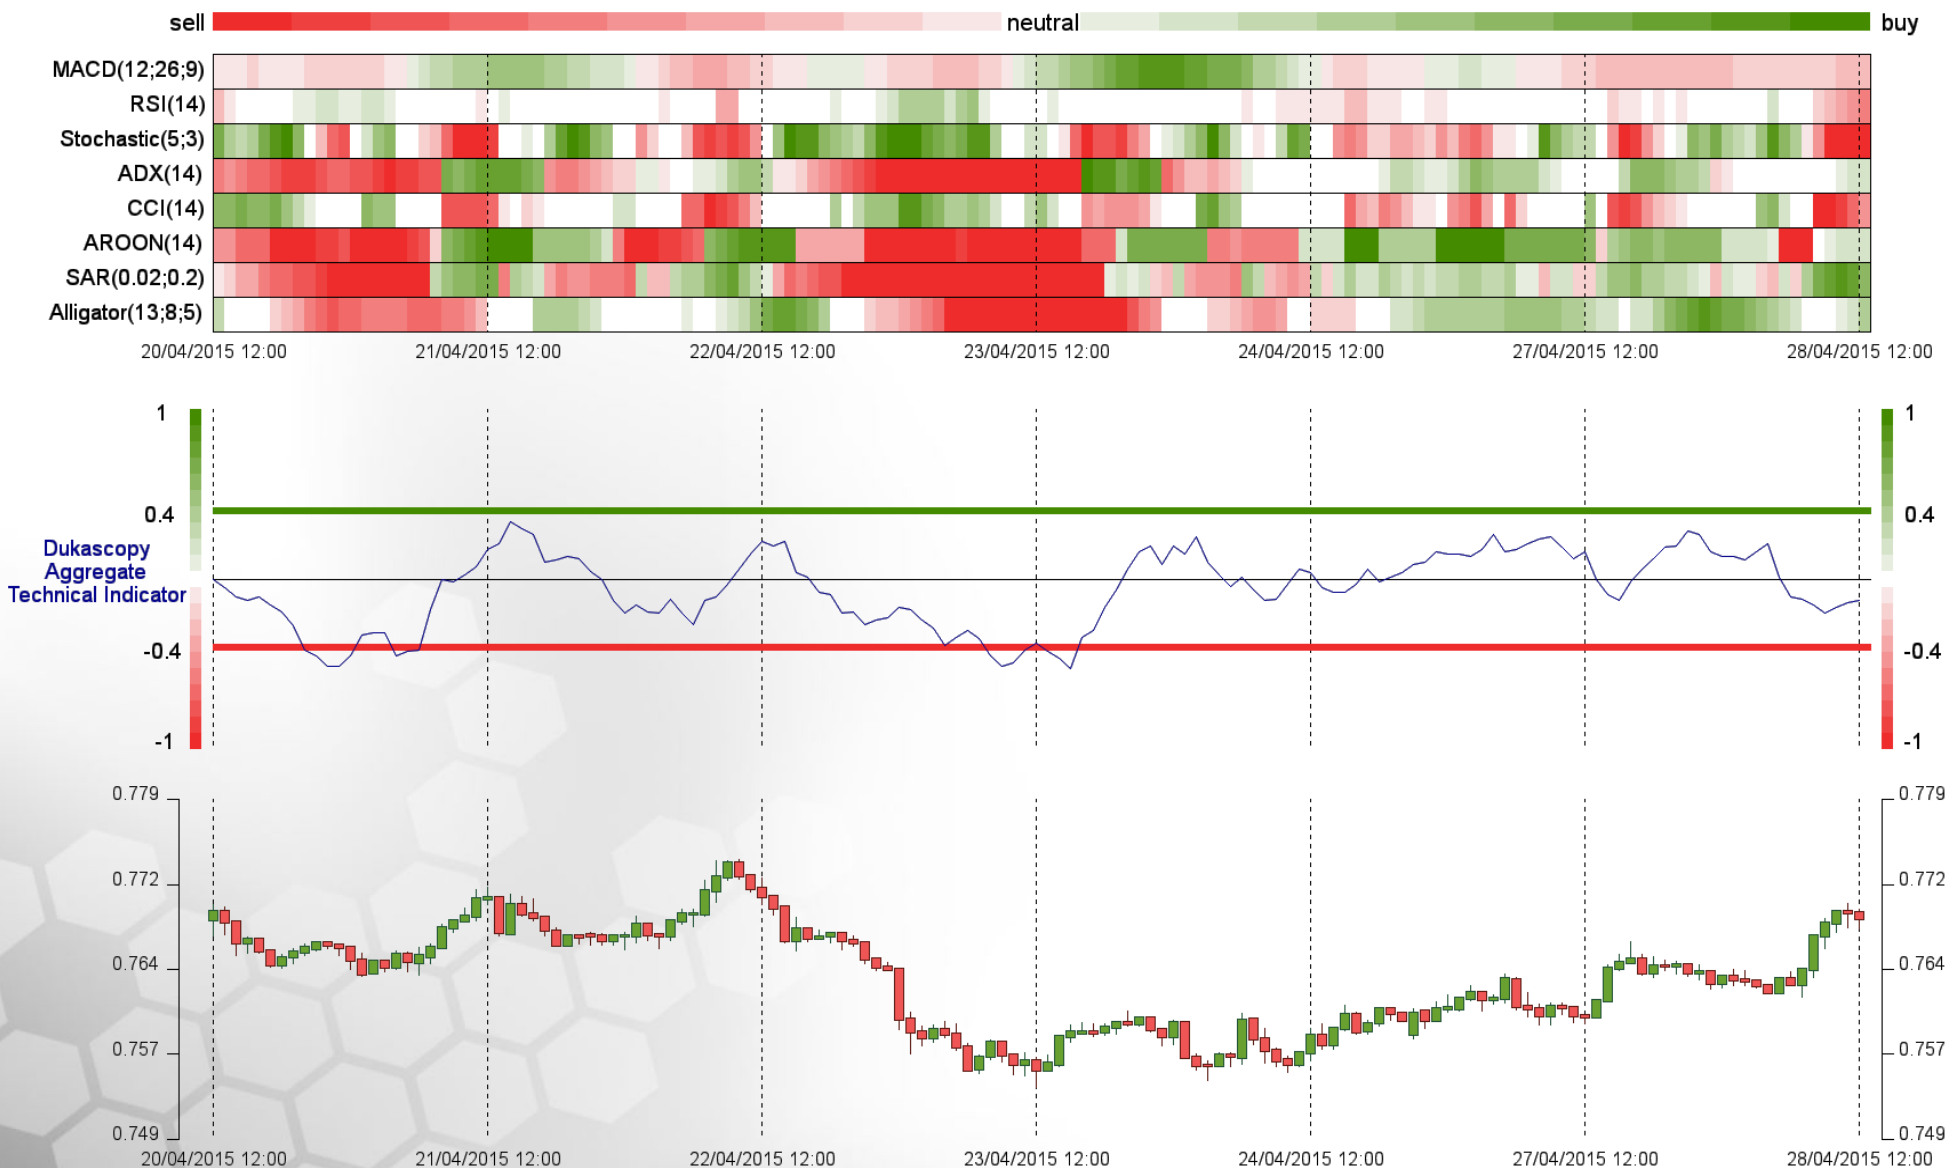 sell neutral buy
MACD(12;26;9)
RSI(14)
Stochastic(5;3)
ADX(14)
CCI(14)
AROON(14)
SAR(0.02;0.2)
Alligator(13;8;5)
20/04/2015 12:00 21/04/2015 12:00 22/04/2015 12:00 23/04/2015 12:00 24/04/2015 12:00 27/04/2015 12:00 28/04/2015 12:00
1 1
0.4 0.4
Dukascopy
Aggregate
Technical Indicator
-0.4 -0.4
-1 -1
0.779 0.779
0.772 0.772
0.764 0.764
0.757 0.757
0.749 0.749
20/04/2015 12:00 21/04/2015 12:00 22/04/2015 12:00 23/04/2015 12:00 24/04/2015 12:00 27/04/2015 12:00 28/04/2015 12:00